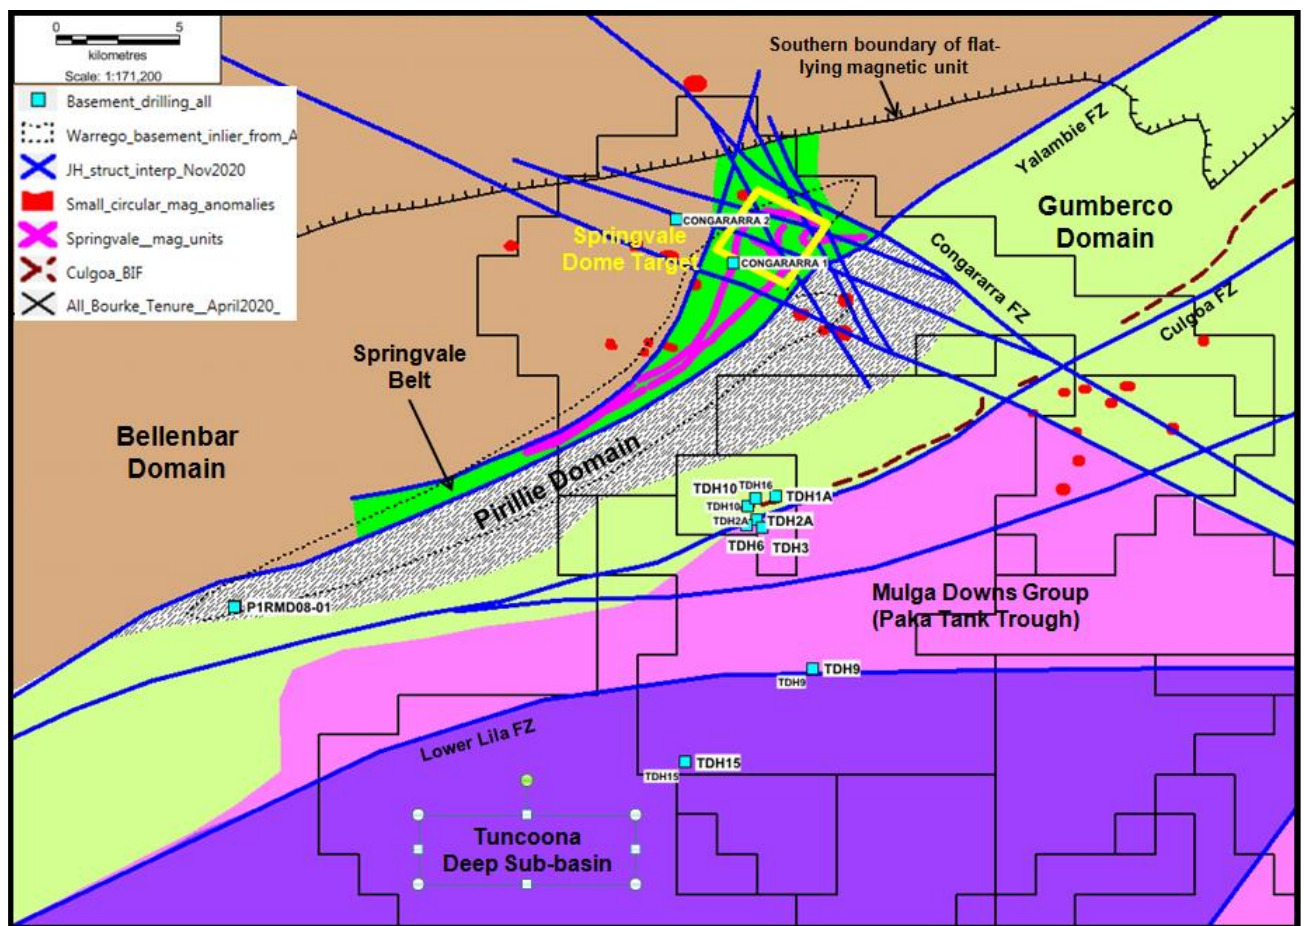 0 5
kilometres
Scale: 1:171,200
Basement_drilling_all
Warrego_basement_inlier_from_A
JH_struct_interp_Nov2020
Small_circular_mag_anomalies
Springvale__mag_units
Culgoa_BIF
All_Bourke_Tenure__April2020_
Southern boundary of flat-
lying magnetic unit
Yalambie FZ
Gumberco
Domain
CONGARARRA 2
Springvale
Dome Target
CONGARARRA 1
Congararra FZ
Culgoa FZ
Springvale
Belt
Bellenbar
Domain
Pirillie Domain
TDH10 TDH16
TDH1A
TDH10
TDH2A TDH2A
TDH6 TDH3
P1RMD08-01
Mulga Downs Group
(Paka Tank Trough)
TDH9
TDH9
Lower Lila FZ
TDH15
TDH15
Tuncoona
Deep Sub-basin